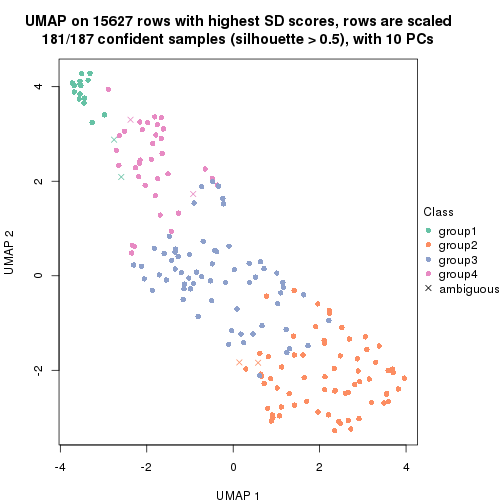 UMAP on 15627 rows with highest SD scores, rows are scaled
181/187 confident samples (silhouette > 0.5), with 10 PCs
4
2
0
-2
UMAP 2
-4
-2
0
2
4
UMAP 1
Class
group1
group2
group3
group4
ambiguous